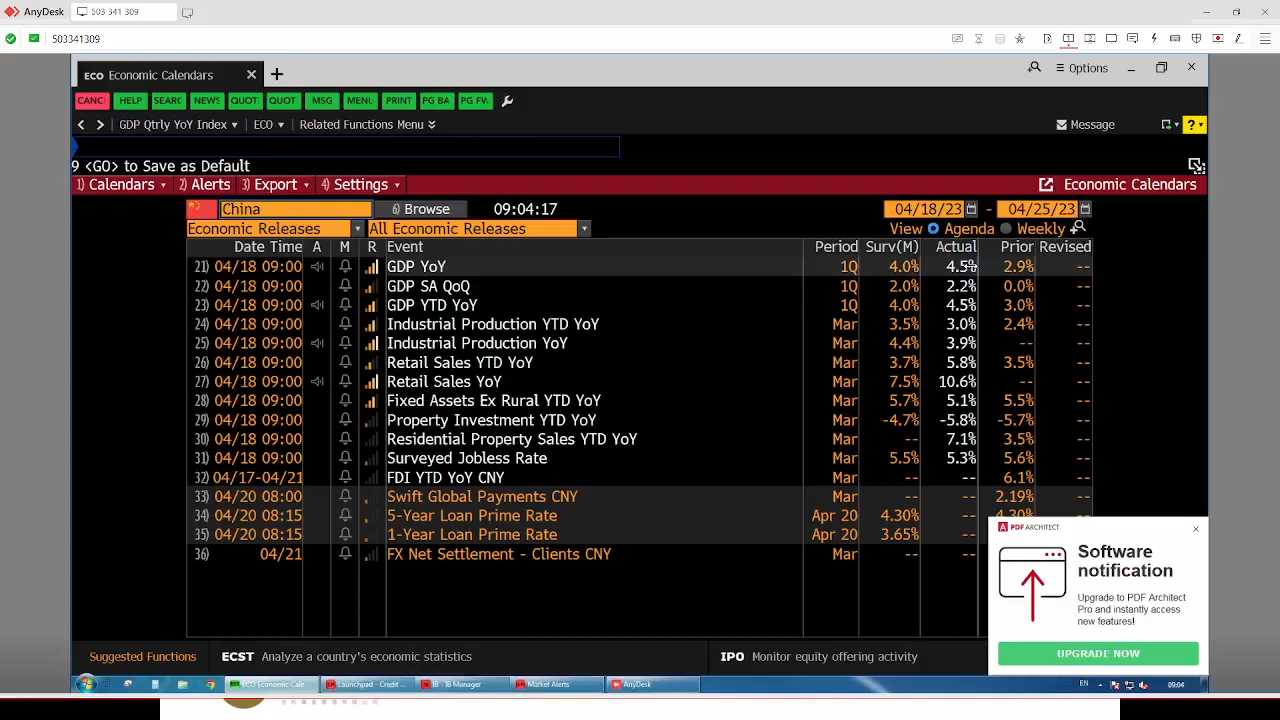 AnyDesk 503 341 309
503341309
ECO Economic Calendars
Options
CANC HELP SEARC NEWS QUOT QUOT MSG MENU PRINT PG BA PG FW
GDP Qtrly YoY Index ECO Related Functions Menu Message ?
9 <GO> to Save as Default
1) Calendars 2) Alerts 3) Export 4) Settings Economic Calendars
China 6) Browse 09:04:17 04/18/23 - 04/25/23
Economic Releases All Economic Releases View Agenda Weekly
Date Time A M R Event Period Surv(M) Actual Prior Revised
21) 04/18 09:00 GDP YoY 1Q 4.0% 4.5% 2.9% --
22) 04/18 09:00 GDP SA QoQ 1Q 2.0% 2.2% 0.0% --
23) 04/18 09:00 GDP YTD YoY 1Q 4.0% 4.5% 3.0% --
24) 04/18 09:00 Industrial Production YTD YoY Mar 3.5% 3.0% 2.4% --
25) 04/18 09:00 Industrial Production YoY Mar 4.4% 3.9% -- --
26) 04/18 09:00 Retail Sales YTD YoY Mar 3.7% 5.8% 3.5% --
27) 04/18 09:00 Retail Sales YoY Mar 7.5% 10.6% -- --
28) 04/18 09:00 Fixed Assets Ex Rural YTD YoY Mar 5.7% 5.1% 5.5% --
29) 04/18 09:00 Property Investment YTD YoY Mar -4.7% -5.8% -5.7% --
30) 04/18 09:00 Residential Property Sales YTD YoY Mar -- 7.1% 3.5% --
31) 04/18 09:00 Surveyed Jobless Rate Mar 5.5% 5.3% 5.6% --
32) 04/17-04/21 FDI YTD YoY CNY Mar -- -- 6.1% --
33) 04/20 08:00 Swift Global Payments CNY Mar -- -- 2.19% --
34) 04/20 08:15 5-Year Loan Prime Rate Apr 20 4.30% -- 4.30% --
35) 04/20 08:15 1-Year Loan Prime Rate Apr 20 3.65% --
36) 04/21 FX Net Settlement - Clients CNY Mar -- --
PDF ARCHITECT
Software
notification
Upgrade to PDF Architect
Pro and instantly access
new features!
UPGRADE NOW
Suggested Functions ECST Analyze a country's economic statistics IPO Monitor equity offering activity
ECO Economic Cale... Launchpad - Credit ... IB - IB Manager Market Alerts AnyDesk EN 09:04